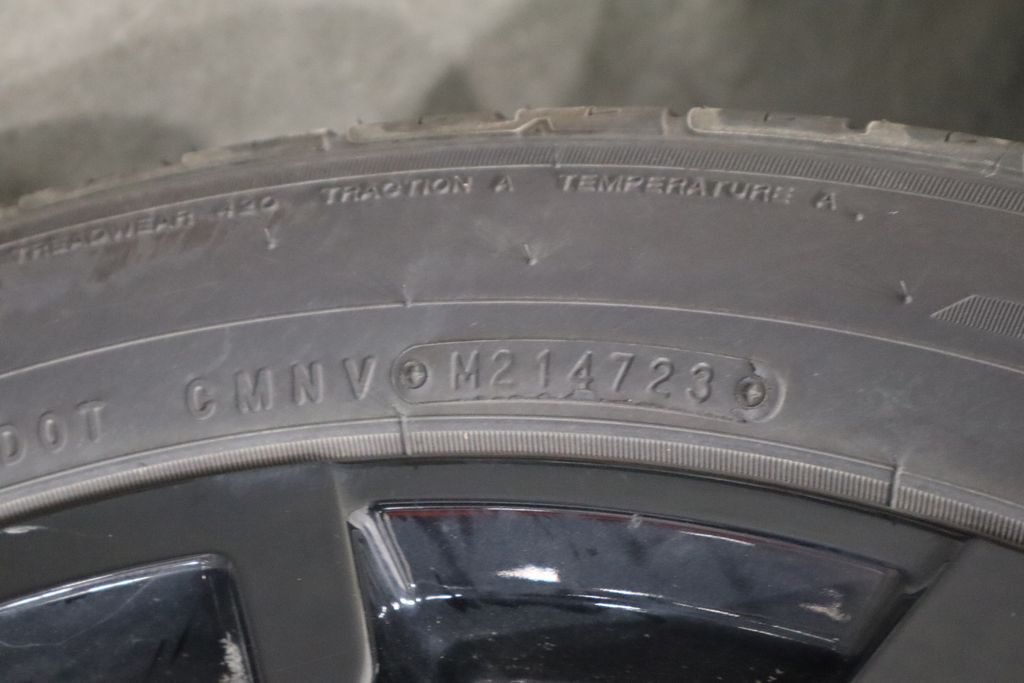 TREADWEAR 420 TRACTION A TEMPERATURE A
DOT CMNV M214723